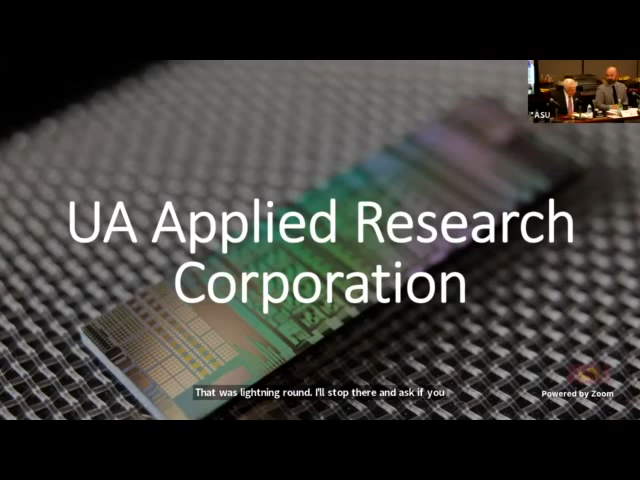 ASU
UA Applied Research
Corporation
That was lightning round. I'll stop there and ask if you
Powered by Zoom